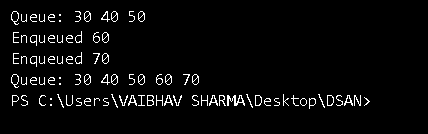 Queue: 30 40 50
Enqueued 60
Enqueued 70
Queue: 30 40 50 60 70
PS C:\Users\VAIBHAV SHARMA\Desktop\DSAN>